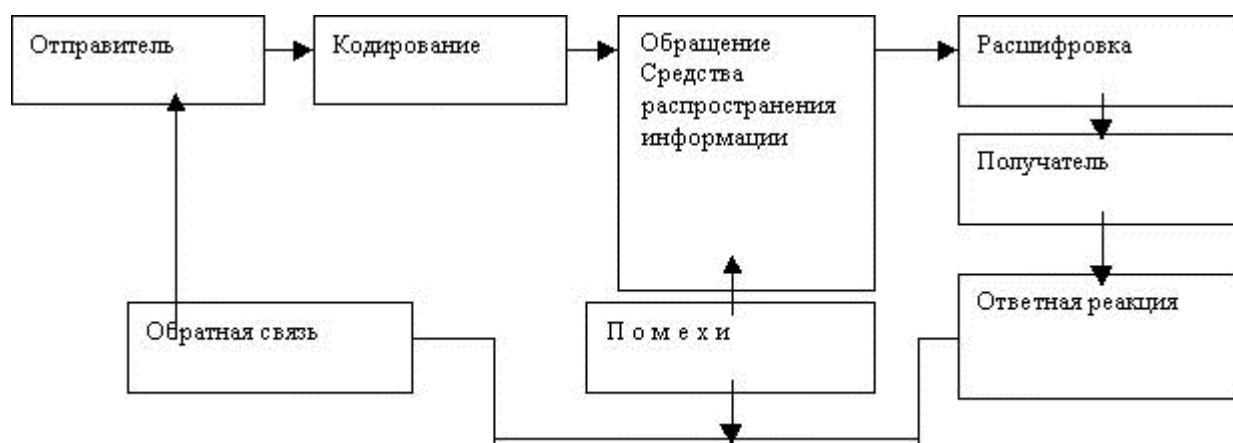 Отправитель
Кодирование
Обращение
Средства
распространения
информации
Расшифровка
Получатель
Обратная связь
П о м е х и
Ответная реакция